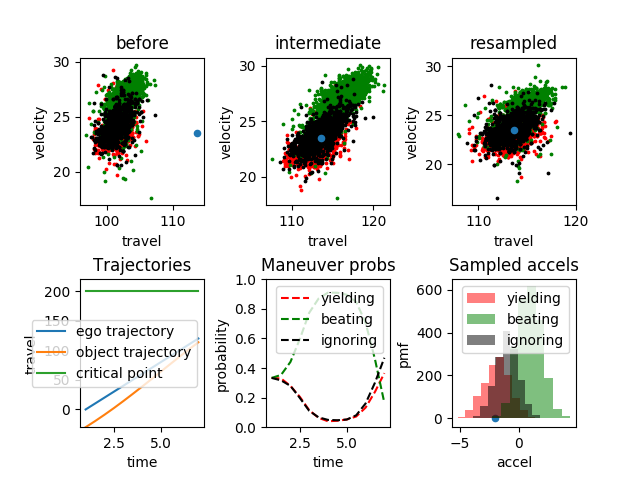 before
intermediate
resampled
30
25
20
velocity
100
110
travel
30
25
20
velocity
110
120
travel
30
25
20
velocity
110
120
travel
Trajectories
Maneuver probs
Sampled accels
200
150
100
50
0
travel
ego trajectory
object trajectory
critical point
2.5
5.0
time
1.0
0.8
0.6
0.4
0.2
0.0
probability
yielding
beating
ignoring
2.5
5.0
time
600
400
200
0
pmf
yielding
beating
ignoring
−5
0
accel